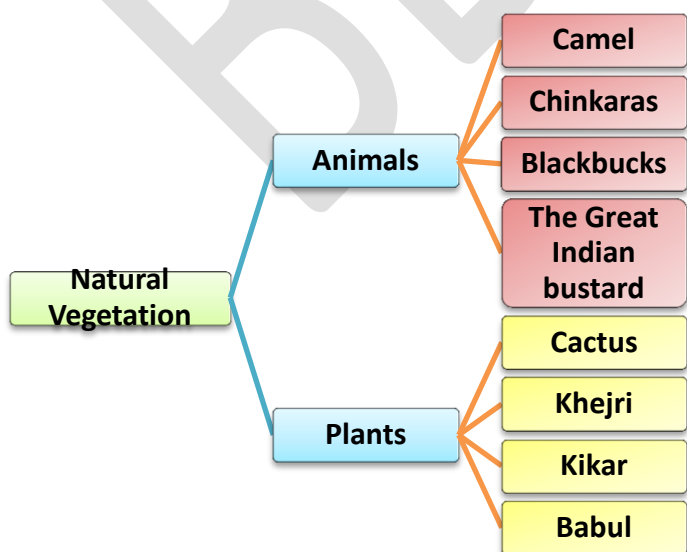 Camel
Chinkaras
Animals
Blackbucks
The Great
Indian
bustard
Natural
Vegetation
Cactus
Khejri
Plants
Kikar
Babul